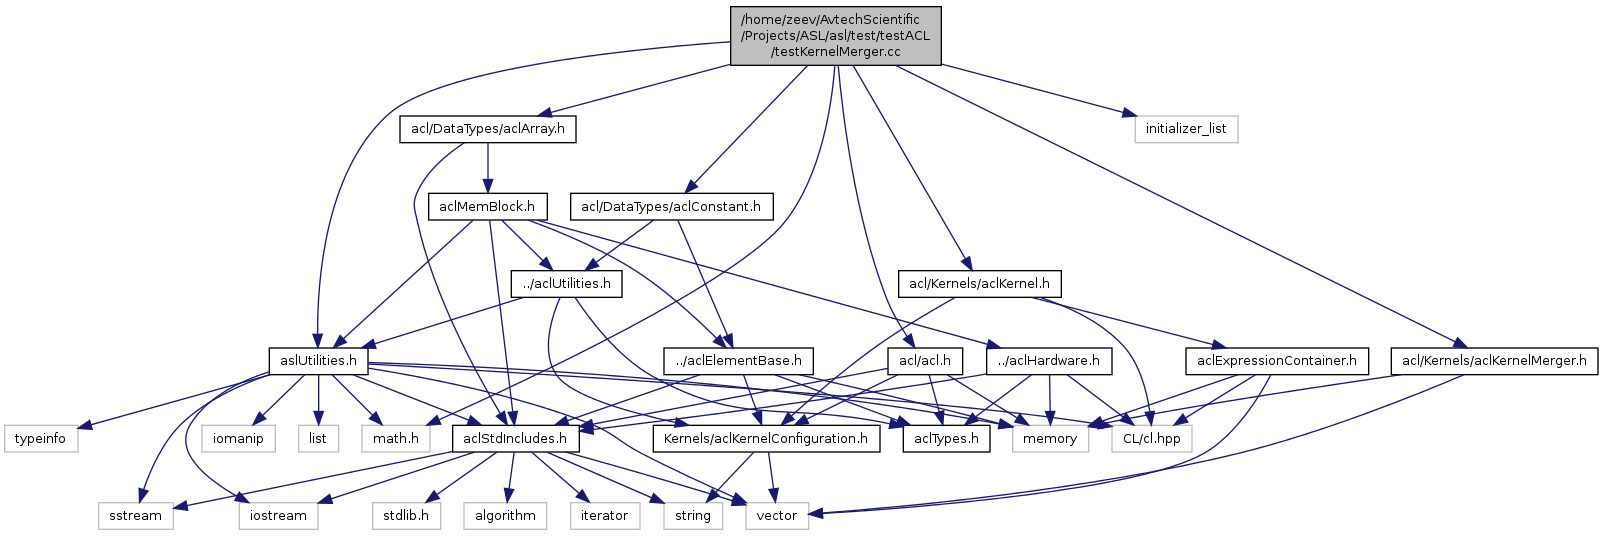 /home/zeev/AvtechScientific
/Projects/ASL/asl/test/testACL
/testKernelMerger.cc
acl/DataTypes/aclArray.h
initializer_list
aclMemBlock.h
acl/DataTypes/aclConstant.h
../aclUtilities.h
acl/Kernels/aclKernel.h
aslUtilities.h
../aclElementBase.h
acl/acl.h
../aclHardware.h
aclExpressionContainer.h
acl/Kernels/aclKernelMerger.h
typeinfo
iomanip
list
math.h
aclStdIncludes.h
Kernels/aclKernelConfiguration.h
aclTypes.h
memory
CL/cl.hpp
sstream
iostream
stdlib.h
algorithm
iterator
string
vector